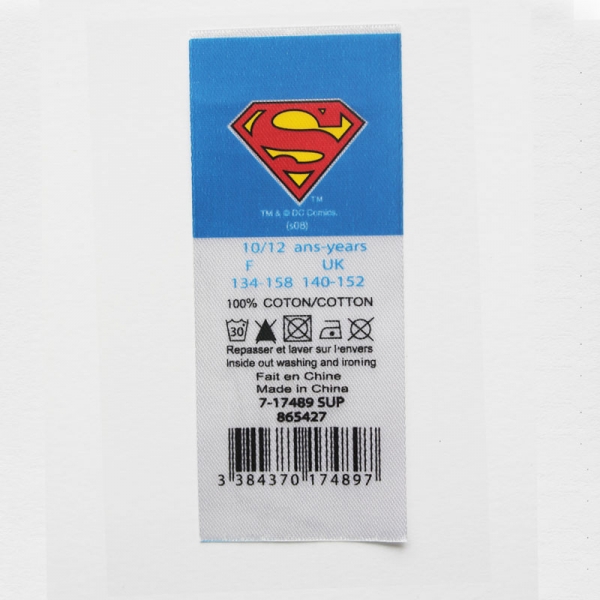 S
TM
TM & © DC Comics.
(s08)
10/12 ans-years
F UK
134-158 140-152
100% COTON/COTTON
30
Repasser et laver sur l'envers
Inside out washing and ironing
Fait en Chine
Made in China
7-17489 SUP
865427
3 384370 174897